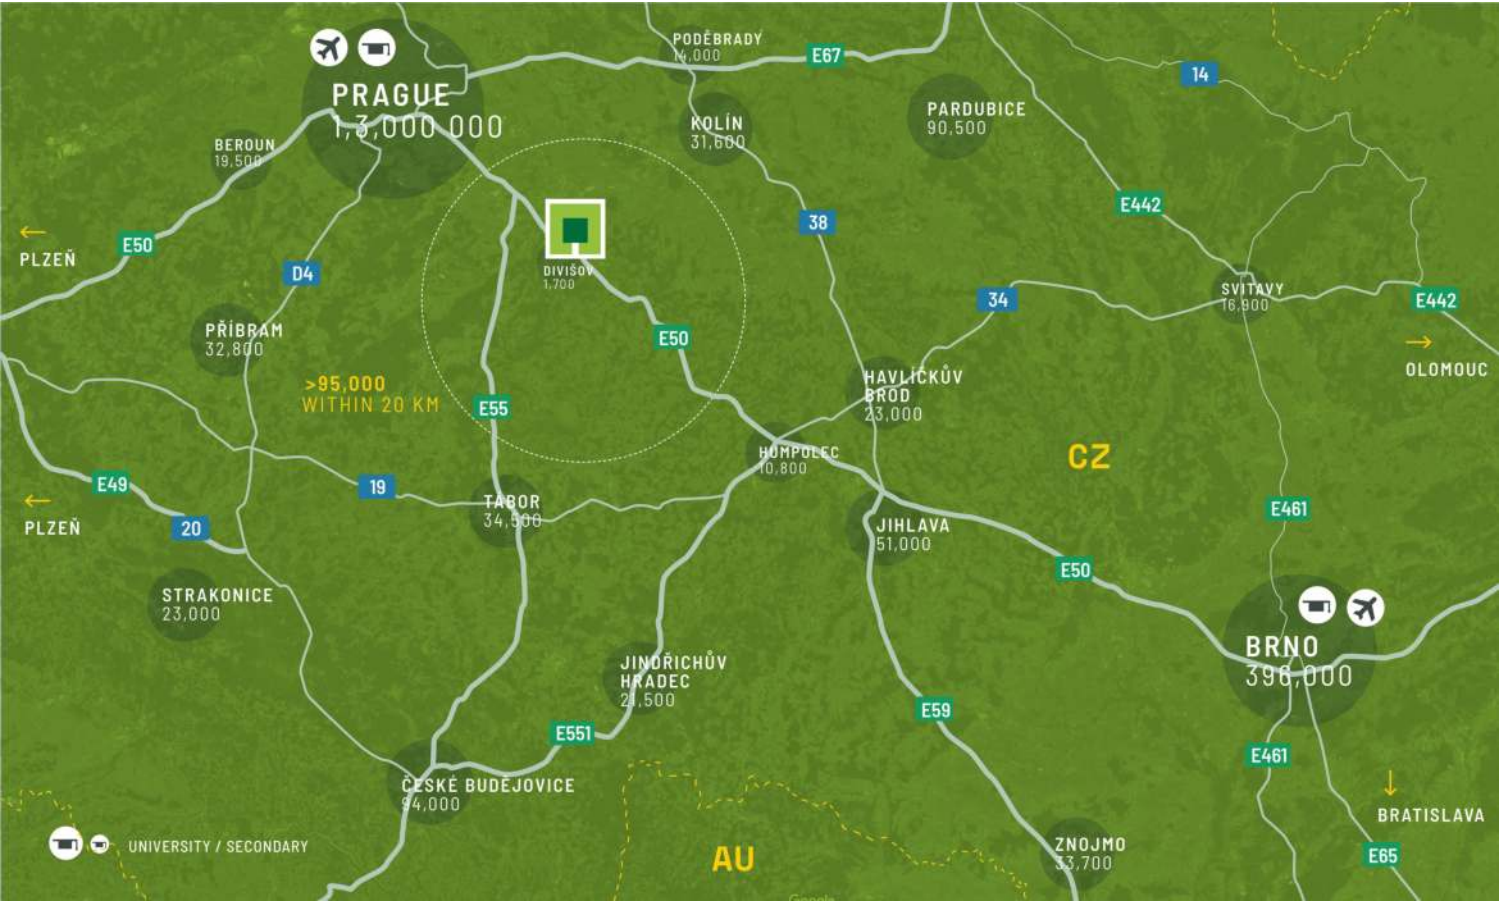 PODĚBRADY
14,000
E67
14
PRAGUE
1,3,000 000
PARDUBICE
90,500
KOLÍN
31,600
BEROUN
19,500
E442
38
←
PLZEŇ
E50
D4
DIVIŠOV
1,700
34
SVITAVY
16,900
E442
→
OLOMOUC
PŘÍBRAM
32,800
E50
>95,000
WITHIN 20 KM
E55
HAVLÍČKŮV
BROD
23,000
HUMPOLEC
10,800
CZ
E49
19
←
PLZEŇ
20
TÁBOR
34,500
JIHLAVA
51,000
E461
E50
STRAKONICE
23,000
BRNO
396,000
JINDŘICHŮV
HRADEC
21,500
E59
E551
E461
ČESKÉ BUDĚJOVICE
94,000
↓
BRATISLAVA
UNIVERSITY / SECONDARY
AU
ZNOJMO
33,700
E65
Google